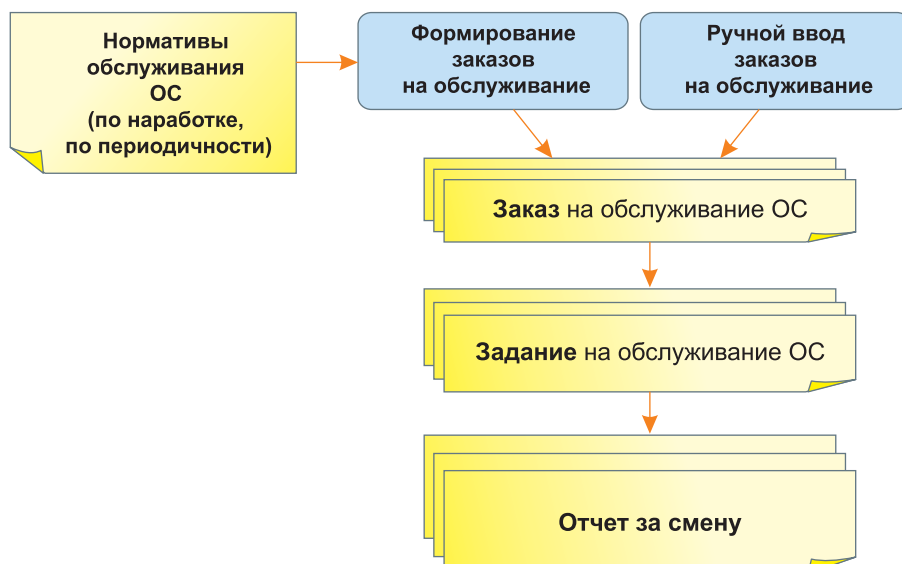 Нормативы
обслуживания
ОС
(по наработке,
по периодичности)
Формирование
заказов
на обслуживание
Ручной ввод
заказов
на обслуживание
Заказ на обслуживание ОС
Задание на обслуживание ОС
Отчет за смену